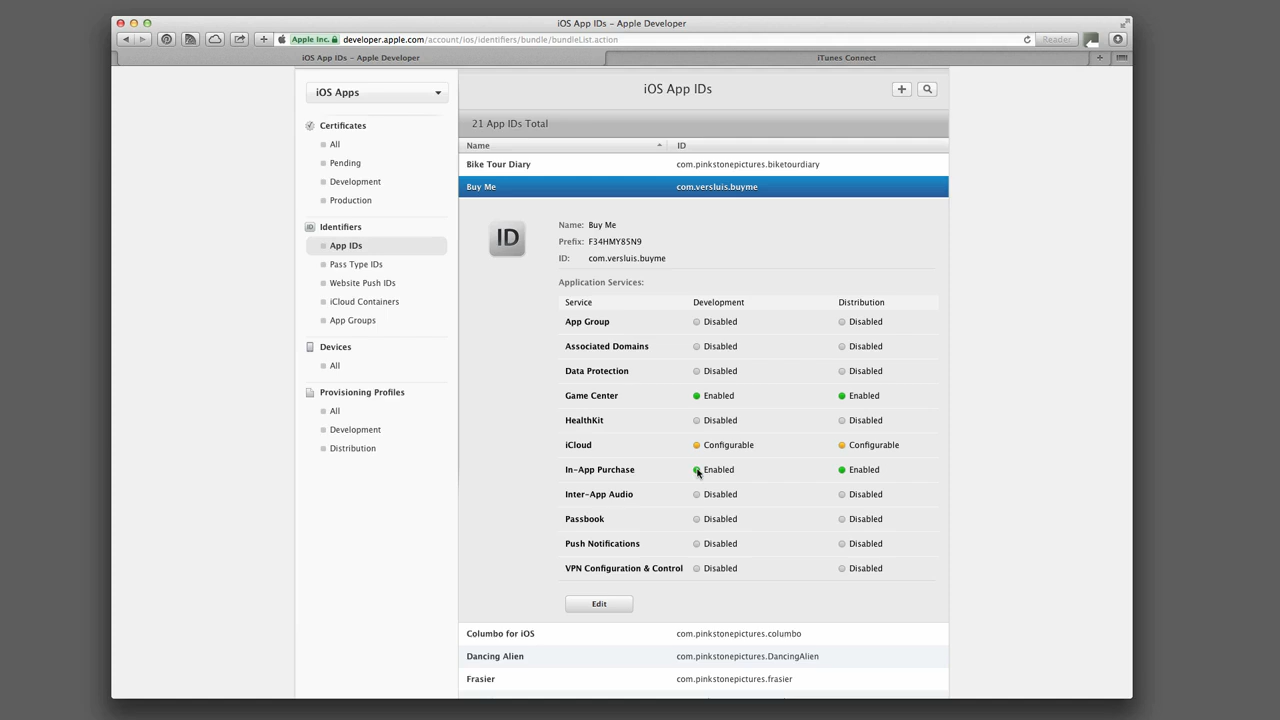 iOS App IDs – Apple Developer
Apple Inc. developer.apple.com/account/ios/identifiers/bundle/bundleList.action Reader
iOS App IDs – Apple Developer iTunes Connect
iOS Apps
Certificates
All
Pending
Development
Production
Identifiers
App IDs
Pass Type IDs
Website Push IDs
iCloud Containers
App Groups
Devices
All
Provisioning Profiles
All
Development
Distribution
iOS App IDs
21 App IDs Total
Name ID
Bike Tour Diary com.pinkstonepictures.biketourdiary
Buy Me com.versluis.buyme
ID
Name: Buy Me
Prefix: F34HMY85N9
ID: com.versluis.buyme
Application Services:
Service Development Distribution
App Group Disabled Disabled
Associated Domains Disabled Disabled
Data Protection Disabled Disabled
Game Center Enabled Enabled
HealthKit Disabled Disabled
iCloud Configurable Configurable
In-App Purchase Enabled Enabled
Inter-App Audio Disabled Disabled
Passbook Disabled Disabled
Push Notifications Disabled Disabled
VPN Configuration & Control Disabled Disabled
Edit
Columbo for iOS com.pinkstonepictures.columbo
Dancing Alien com.pinkstonepictures.DancingAlien
Frasier com.pinkstonepictures.frasier